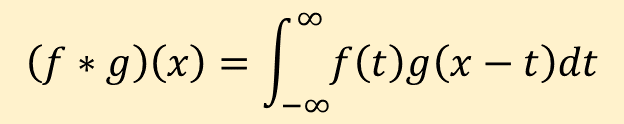 (f ∗ g)(x) = ∫_{-∞}^{∞} f(t)g(x − t)dt